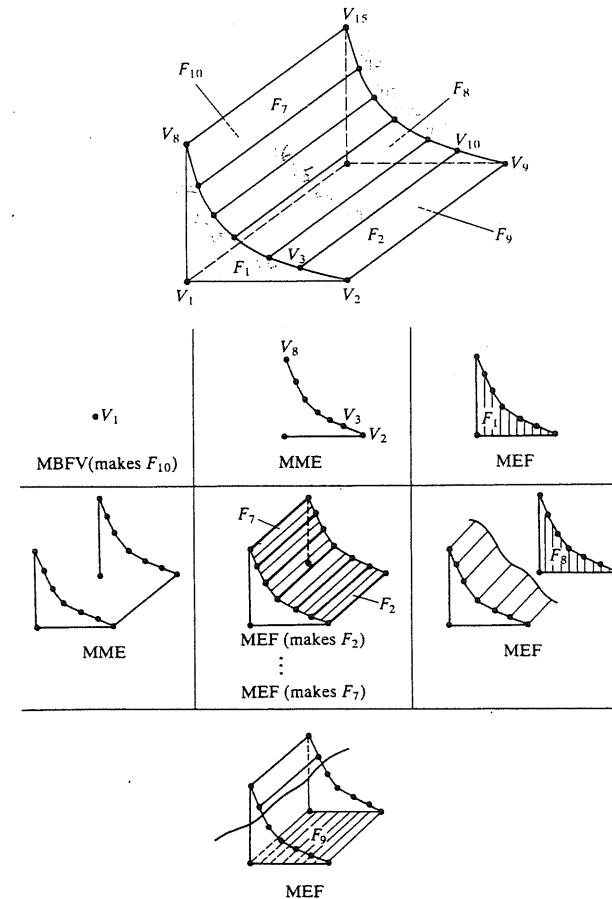 V15
F10
F7
F8
V8
V10
V9
F2
F9
F1
V3
V1
V2
V1
MBFV(makes F10)
V8
V3
V2
MME
F1
MEF
MME
F7
F2
MEF (makes F2)
⋮
MEF (makes F7)
F8
MEF
F9
MEF